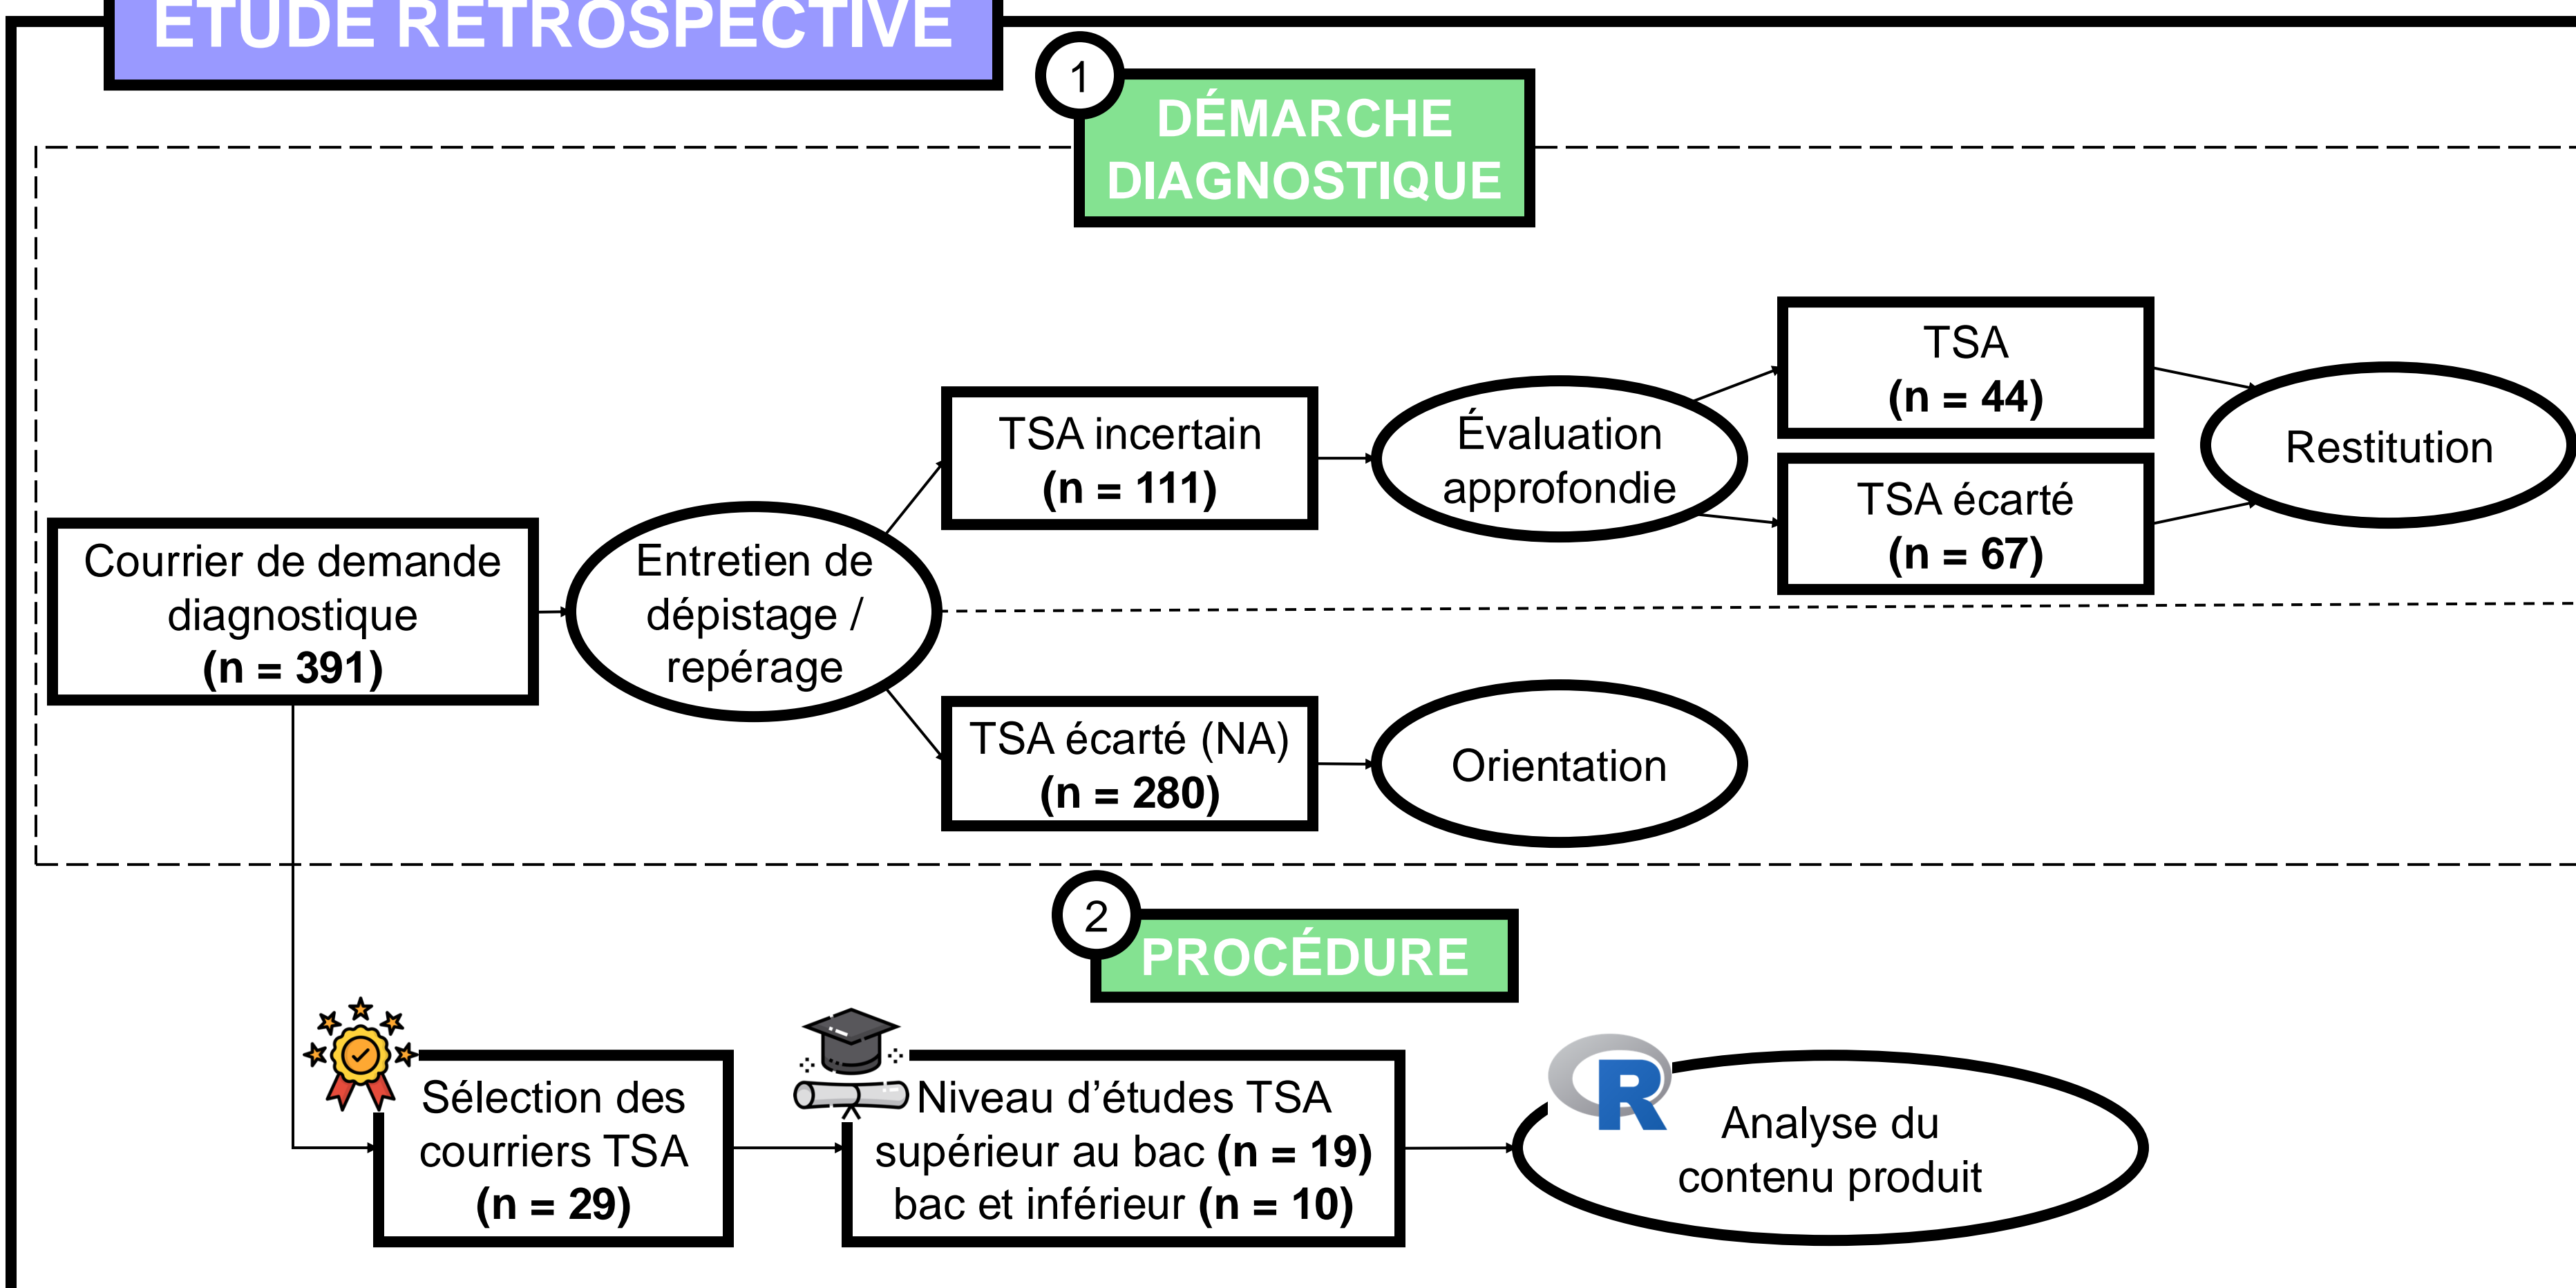 ETUDE RETROSPECTIVE
1
DÉMARCHE
DIAGNOSTIQUE
Courrier de demande
diagnostique
(n = 391)
Entretien de
dépistage /
repérage
TSA incertain
(n = 111)
Évaluation
approfondie
TSA
(n = 44)
TSA écarté
(n = 67)
Restitution
TSA écarté (NA)
(n = 280)
Orientation
2
PROCÉDURE
Sélection des
courriers TSA
(n = 29)
Niveau d’études TSA
supérieur au bac (n = 19)
bac et inférieur (n = 10)
R
Analyse du
contenu produit